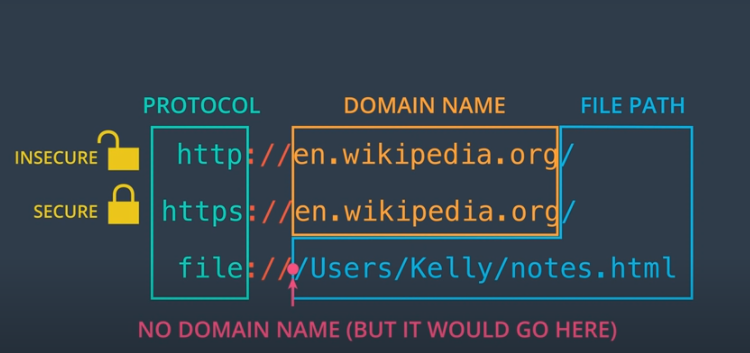 PROTOCOL DOMAIN NAME FILE PATH
INSECURE http://en.wikipedia.org/
SECURE https://en.wikipedia.org/
file:///Users/Kelly/notes.html
NO DOMAIN NAME (BUT IT WOULD GO HERE)